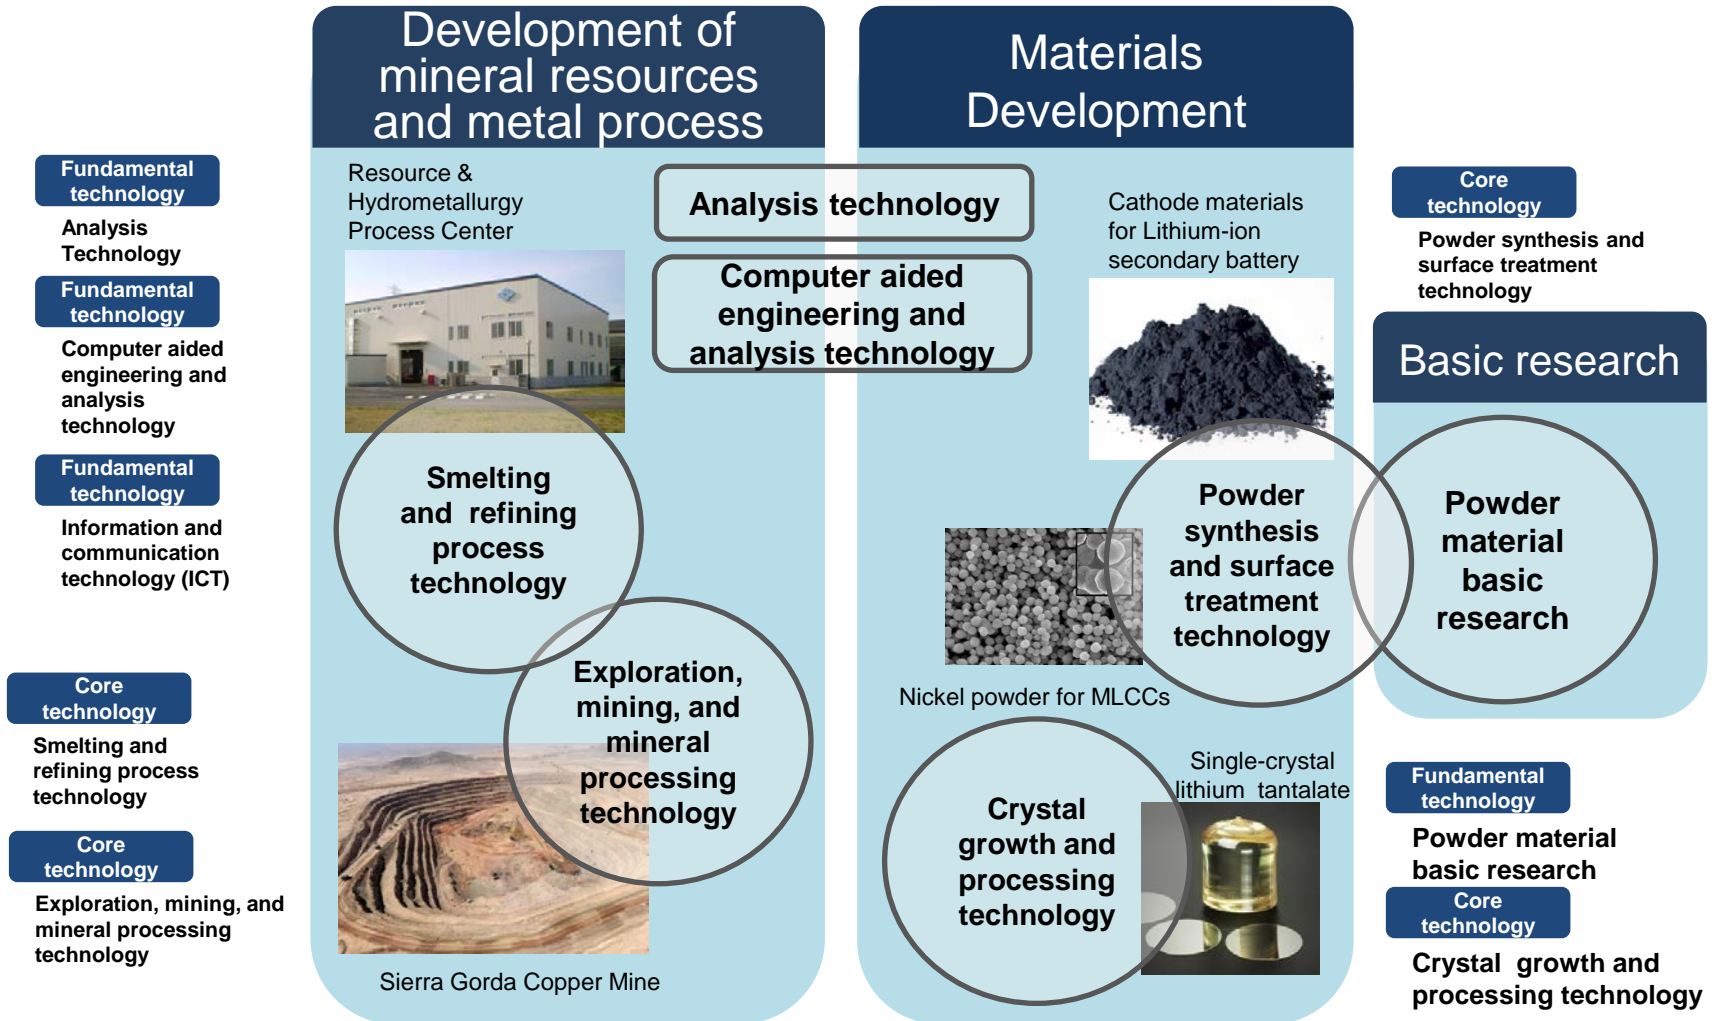 Development of
mineral resources
and metal process
Materials
Development
Fundamental
technology
Analysis
Technology
Fundamental
technology
Computer aided
engineering and
analysis
technology
Fundamental
technology
Information and
communication
technology (ICT)
Core
technology
Smelting and
refining process
technology
Core
technology
Exploration, mining, and
mineral processing
technology
Resource &
Hydrometallurgy
Process Center
Analysis technology
Computer aided
engineering and
analysis technology
Smelting
and refining
process
technology
Exploration,
mining, and
mineral
processing
technology
Sierra Gorda Copper Mine
Cathode materials
for Lithium-ion
secondary battery
Powder
synthesis
and surface
treatment
technology
Nickel powder for MLCCs
Single-crystal
lithium tantalate
Crystal
growth and
processing
technology
Core
technology
Powder synthesis and
surface treatment
technology
Basic research
Powder
material
basic
research
Fundamental
technology
Powder material
basic research
Core
technology
Crystal growth and
processing technology